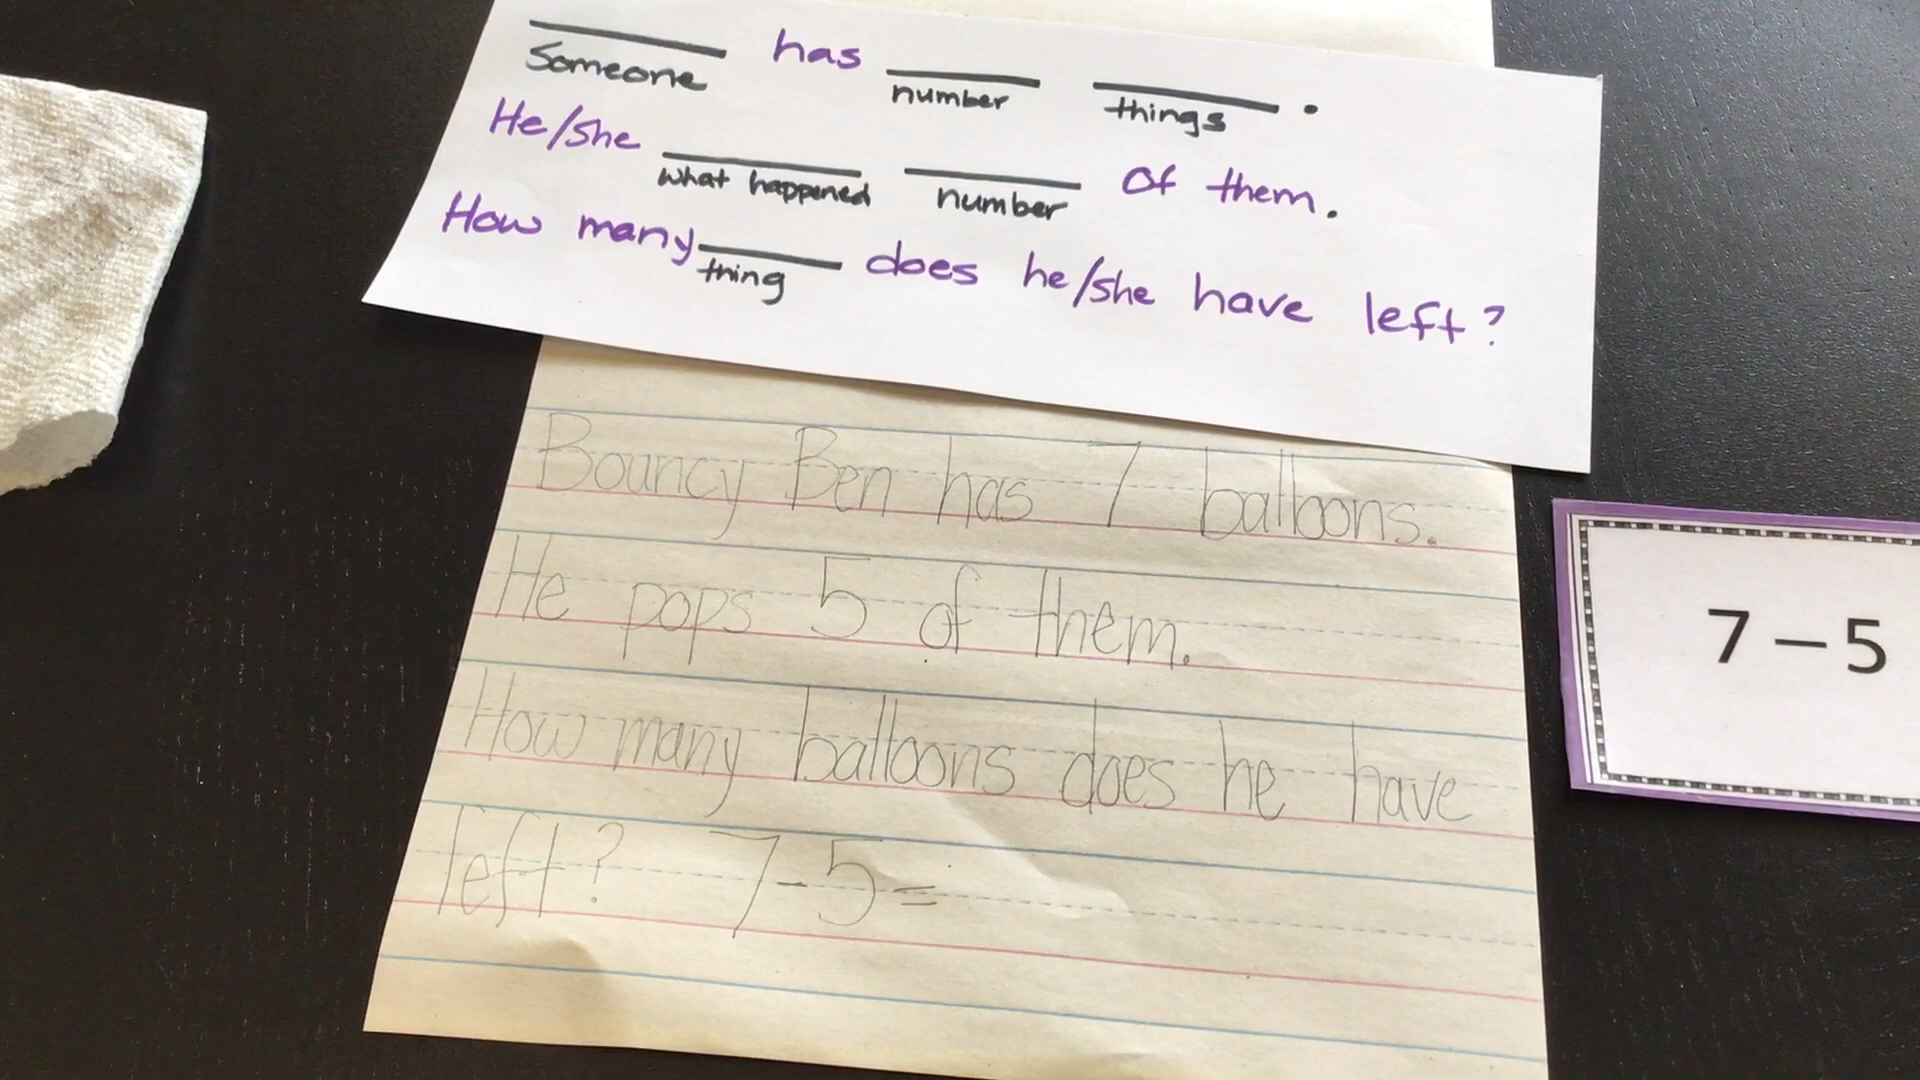 has
Someone number things .
He/she of them.
what happened number
How many does he/she have left?
thing
Bouncy Ben has 7 balloons.
He pops 5 of them.
How many balloons does he have
left? 7-5=
7 – 5